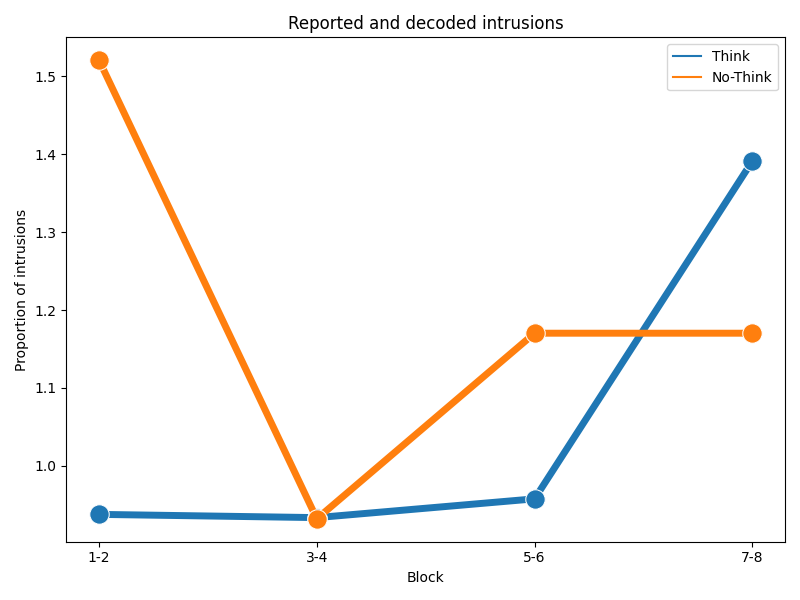 Reported and decoded intrusions
Think
No-Think
Proportion of intrusions
1.5
1.4
1.3
1.2
1.1
1.0
1-2
3-4
5-6
7-8
Block